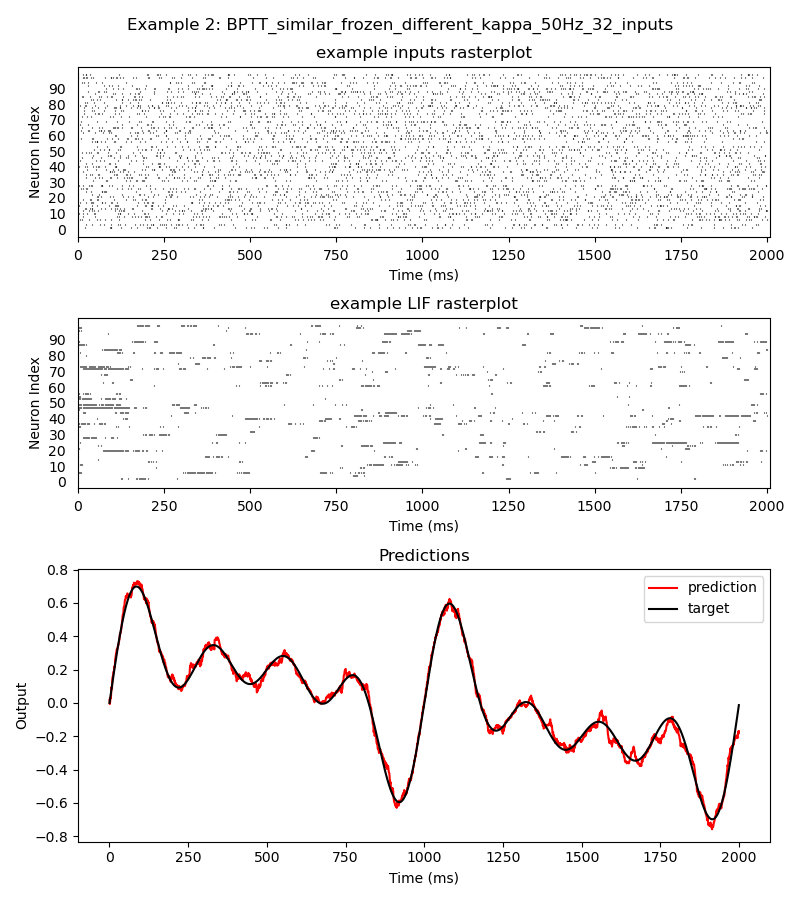 Example 2: BPTT_similar_frozen_different_kappa_50Hz_32_inputs
example inputs rasterplot
90
80
70
60
50
40
30
20
10
0
Neuron Index
0 250 500 750 1000 1250 1500 1750 2000
Time (ms)
example LIF rasterplot
90
80
70
60
50
40
30
20
10
0
Neuron Index
0 250 500 750 1000 1250 1500 1750 2000
Time (ms)
Predictions
0.8
0.6
0.4
0.2
0.0
−0.2
−0.4
−0.6
−0.8
Output
prediction
target
0 250 500 750 1000 1250 1500 1750 2000
Time (ms)